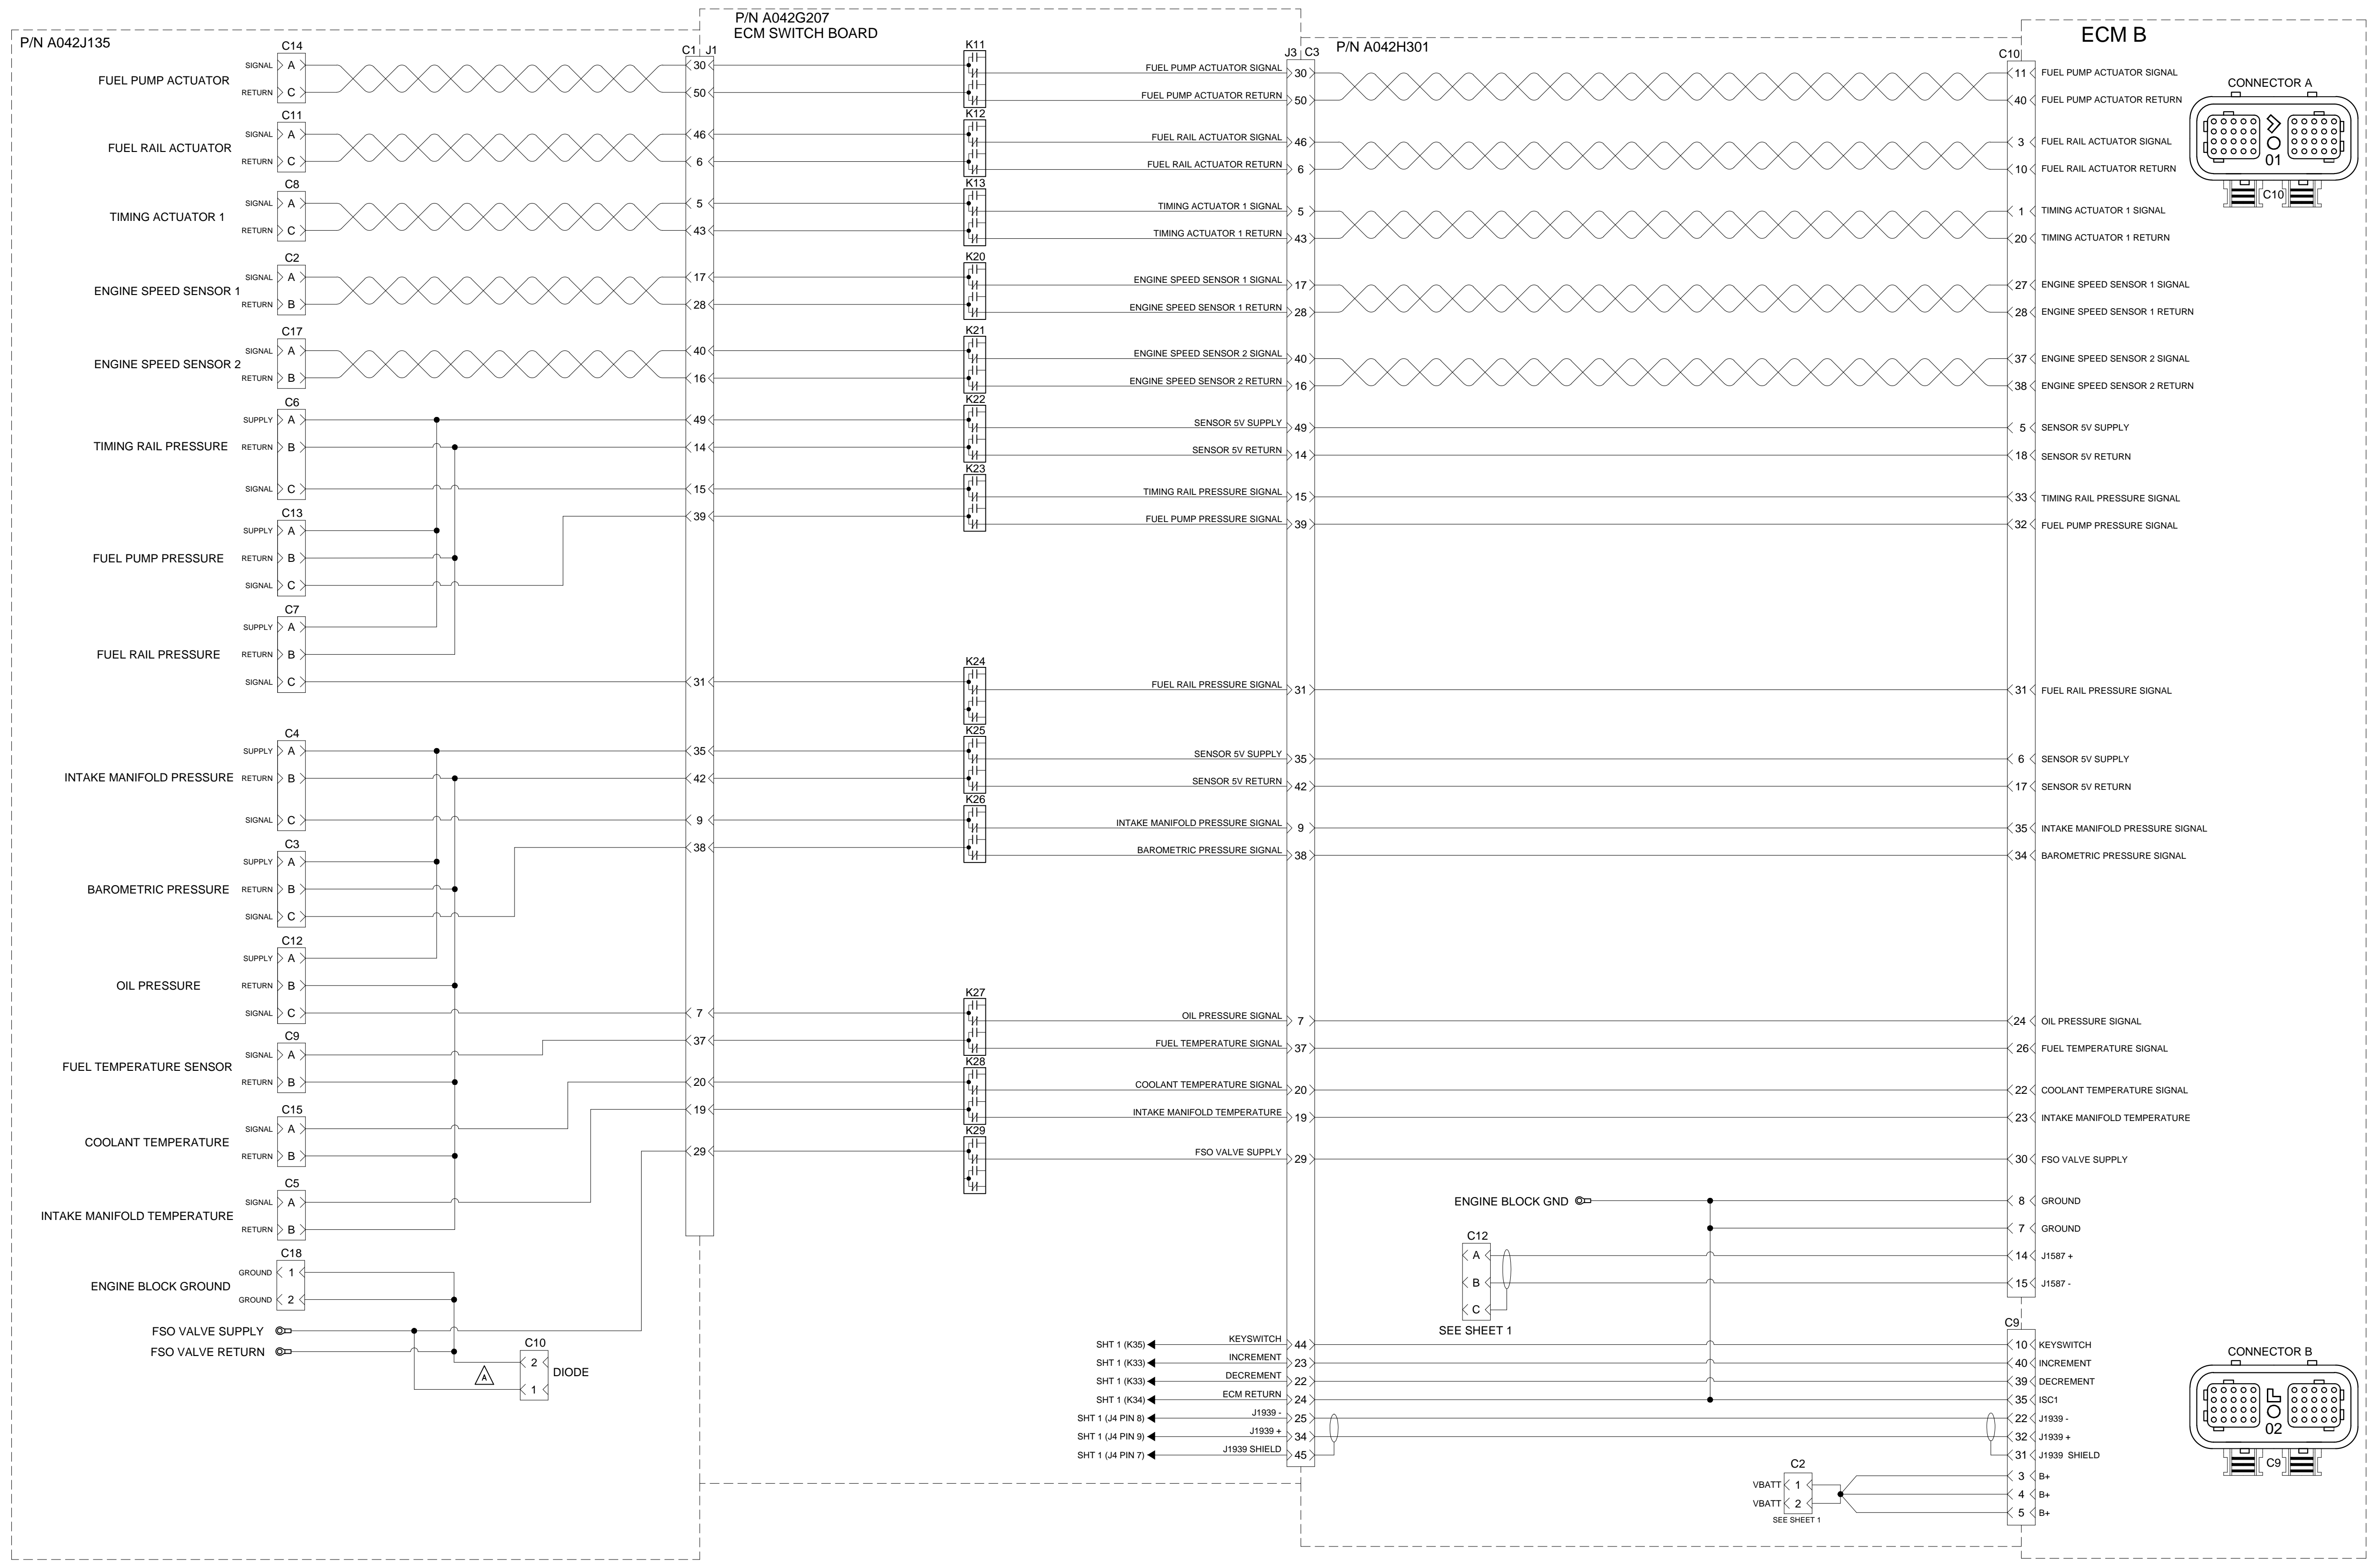 P/N A042J135
P/N A042G207
ECM SWITCH BOARD
P/N A042H301
ECM B
C1 J1
J3 C3
C10
FUEL PUMP ACTUATOR
C14
SIGNAL A
RETURN C
30
50
K11
FUEL PUMP ACTUATOR SIGNAL 30
FUEL PUMP ACTUATOR RETURN 50
11 FUEL PUMP ACTUATOR SIGNAL
40 FUEL PUMP ACTUATOR RETURN
FUEL RAIL ACTUATOR
C11
SIGNAL A
RETURN C
46
6
K12
FUEL RAIL ACTUATOR SIGNAL 46
FUEL RAIL ACTUATOR RETURN 6
3 FUEL RAIL ACTUATOR SIGNAL
10 FUEL RAIL ACTUATOR RETURN
TIMING ACTUATOR 1
C8
SIGNAL A
RETURN C
5
43
K13
TIMING ACTUATOR 1 SIGNAL 5
TIMING ACTUATOR 1 RETURN 43
1 TIMING ACTUATOR 1 SIGNAL
20 TIMING ACTUATOR 1 RETURN
ENGINE SPEED SENSOR 1
C2
SIGNAL A
RETURN B
17
28
K20
ENGINE SPEED SENSOR 1 SIGNAL 17
ENGINE SPEED SENSOR 1 RETURN 28
27 ENGINE SPEED SENSOR 1 SIGNAL
28 ENGINE SPEED SENSOR 1 RETURN
ENGINE SPEED SENSOR 2
C17
SIGNAL A
RETURN B
40
16
K21
ENGINE SPEED SENSOR 2 SIGNAL 40
ENGINE SPEED SENSOR 2 RETURN 16
37 ENGINE SPEED SENSOR 2 SIGNAL
38 ENGINE SPEED SENSOR 2 RETURN
TIMING RAIL PRESSURE
C6
SUPPLY A
RETURN B
SIGNAL C
49
14
15
39
K22
SENSOR 5V SUPPLY 49
SENSOR 5V RETURN 14
5 SENSOR 5V SUPPLY
18 SENSOR 5V RETURN
K23
TIMING RAIL PRESSURE SIGNAL 15
FUEL PUMP PRESSURE SIGNAL 39
33 TIMING RAIL PRESSURE SIGNAL
32 FUEL PUMP PRESSURE SIGNAL
FUEL PUMP PRESSURE
C13
SUPPLY A
RETURN B
SIGNAL C
FUEL RAIL PRESSURE
C7
SUPPLY A
RETURN B
SIGNAL C
31
K24
FUEL RAIL PRESSURE SIGNAL 31
31 FUEL RAIL PRESSURE SIGNAL
INTAKE MANIFOLD PRESSURE
C4
SUPPLY A
RETURN B
SIGNAL C
35
42
9
38
K25
SENSOR 5V SUPPLY 35
SENSOR 5V RETURN 42
6 SENSOR 5V SUPPLY
17 SENSOR 5V RETURN
K26
INTAKE MANIFOLD PRESSURE SIGNAL 9
BAROMETRIC PRESSURE SIGNAL 38
35 INTAKE MANIFOLD PRESSURE SIGNAL
34 BAROMETRIC PRESSURE SIGNAL
BAROMETRIC PRESSURE
C3
SUPPLY A
RETURN B
SIGNAL C
OIL PRESSURE
C12
SUPPLY A
RETURN B
SIGNAL C
7
37
K27
OIL PRESSURE SIGNAL 7
FUEL TEMPERATURE SIGNAL 37
24 OIL PRESSURE SIGNAL
26 FUEL TEMPERATURE SIGNAL
FUEL TEMPERATURE SENSOR
C9
SIGNAL A
RETURN B
20
19
K28
COOLANT TEMPERATURE SIGNAL 20
INTAKE MANIFOLD TEMPERATURE 19
22 COOLANT TEMPERATURE SIGNAL
23 INTAKE MANIFOLD TEMPERATURE
COOLANT TEMPERATURE
C15
SIGNAL A
RETURN B
29
K29
FSO VALVE SUPPLY 29
30 FSO VALVE SUPPLY
INTAKE MANIFOLD TEMPERATURE
C5
SIGNAL A
RETURN B
ENGINE BLOCK GND
8 GROUND
7 GROUND
ENGINE BLOCK GROUND
C18
GROUND 1
GROUND 2
C12
A
B
C
SEE SHEET 1
14 J1587 +
15 J1587 -
FSO VALVE SUPPLY
FSO VALVE RETURN
C10
2
1
DIODE
A
C9
SHT 1 (K35) KEYSWITCH 44
10 KEYSWITCH
SHT 1 (K33) INCREMENT 23
40 INCREMENT
SHT 1 (K33) DECREMENT 22
39 DECREMENT
SHT 1 (K34) ECM RETURN 24
35 ISC1
SHT 1 (J4 PIN 8) J1939 - 25
22 J1939 -
SHT 1 (J4 PIN 9) J1939 + 34
32 J1939 +
SHT 1 (J4 PIN 7) J1939 SHIELD 45
31 J1939 SHIELD
C2
VBATT 1
VBATT 2
SEE SHEET 1
3 B+
4 B+
5 B+
CONNECTOR A
01
C10
CONNECTOR B
02
C9